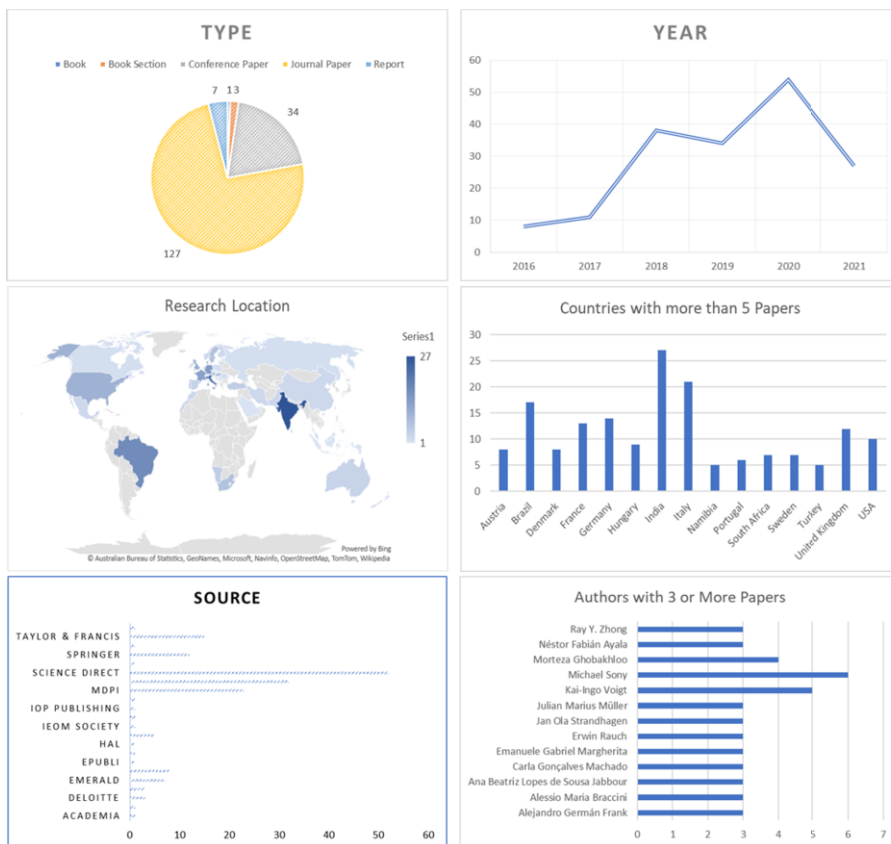 TYPE
Book Book Section Conference Paper Journal Paper Report
7 1 3
34
127
YEAR
60
50
40
30
20
10
0
2016 2017 2018 2019 2020 2021
Research Location
Series1
27
1
Powered by Bing
© Australian Bureau of Statistics, GeoNames, Microsoft, Navinfo, OpenStreetMap, TomTom, Wikipedia
Countries with more than 5 Papers
30
25
20
15
10
5
0
Austria Brazil Denmark France Germany Hungary India Italy Namibia Portugal South Africa Sweden Turkey United Kingdom USA
SOURCE
TAYLOR & FRANCIS
SPRINGER
SCIENCE DIRECT
MDPI
IOP PUBLISHING
IEOM SOCIETY
HAL
EPUBLI
EMERALD
DELOITTE
ACADEMIA
0 10 20 30 40 50 60
Authors with 3 or More Papers
Ray Y. Zhong
Néstor Fabián Ayala
Morteza Ghobakhloo
Michael Sony
Kai-Ingo Voigt
Julian Marius Müller
Jan Ola Strandhagen
Erwin Rauch
Emanuele Gabriel Margherita
Carla Gonçalves Machado
Ana Beatriz Lopes de Sousa Jabbour
Alessio Maria Braccini
Alejandro Germán Frank
0 1 2 3 4 5 6 7